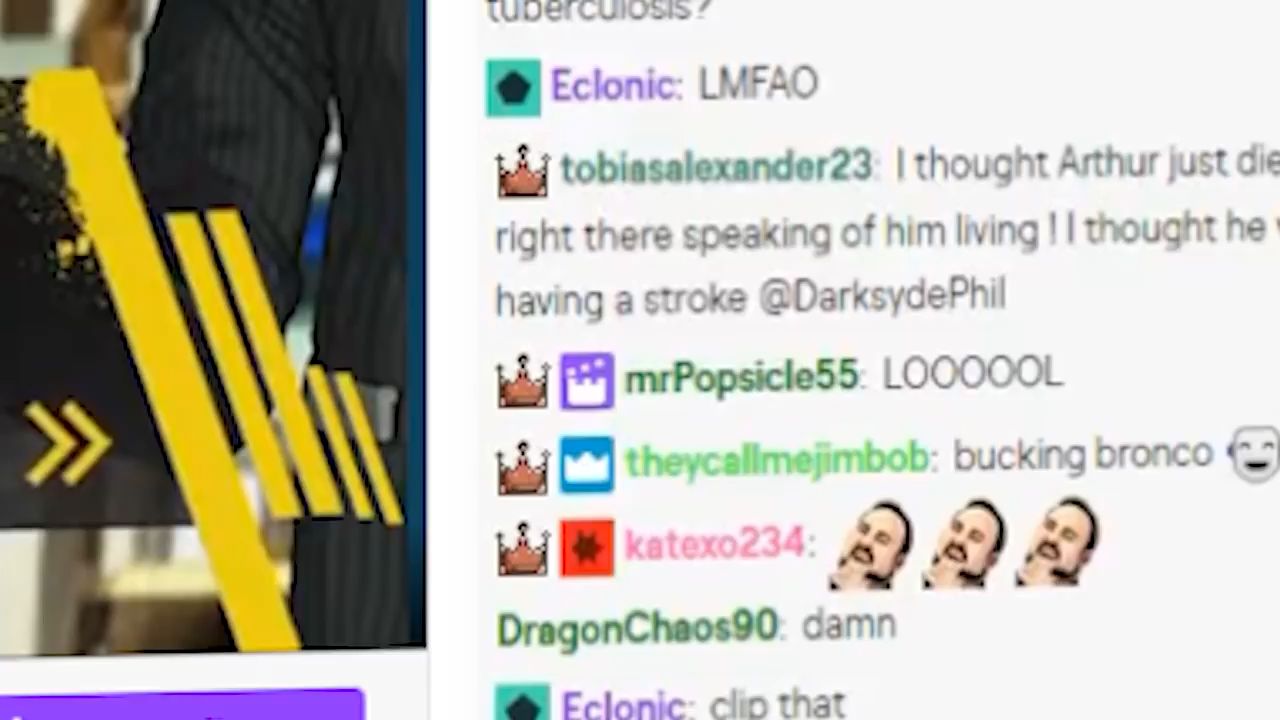 tuberculosis?
Eclonic: LMFAO
tobiasalexander23: I thought Arthur just die
right there speaking of him living ! I thought he
having a stroke @DarksydePhil
mrPopsicle55: LOOOOOL
theycallmejimbob: bucking bronco
katexo234:
DragonChaos90: damn
Eclonic: clip that